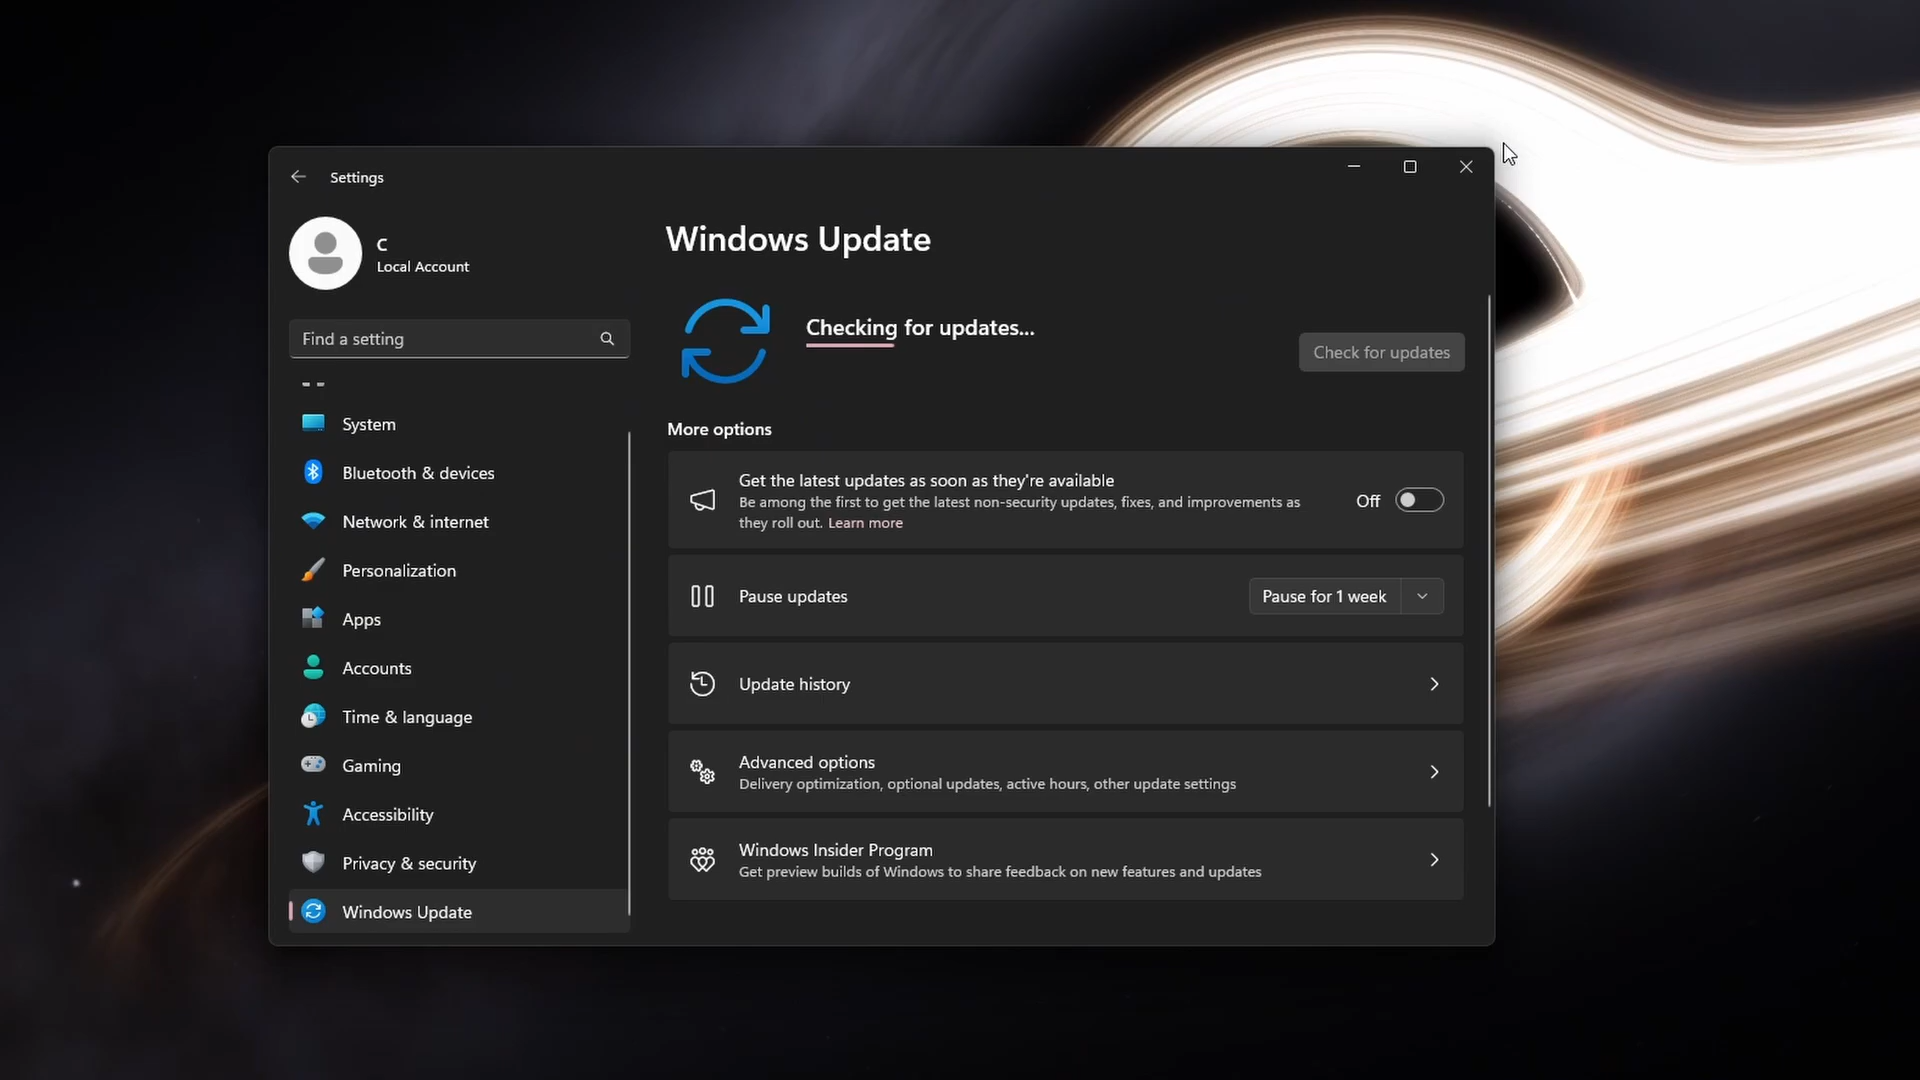 Settings
C
Local Account
Find a setting
System
Bluetooth & devices
Network & internet
Personalization
Apps
Accounts
Time & language
Gaming
Accessibility
Privacy & security
Windows Update
Windows Update
Checking for updates...
Check for updates
More options
Get the latest updates as soon as they're available
Be among the first to get the latest non-security updates, fixes, and improvements as
they roll out. Learn more
Off
Pause updates
Pause for 1 week
Update history
Advanced options
Delivery optimization, optional updates, active hours, other update settings
Windows Insider Program
Get preview builds of Windows to share feedback on new features and updates